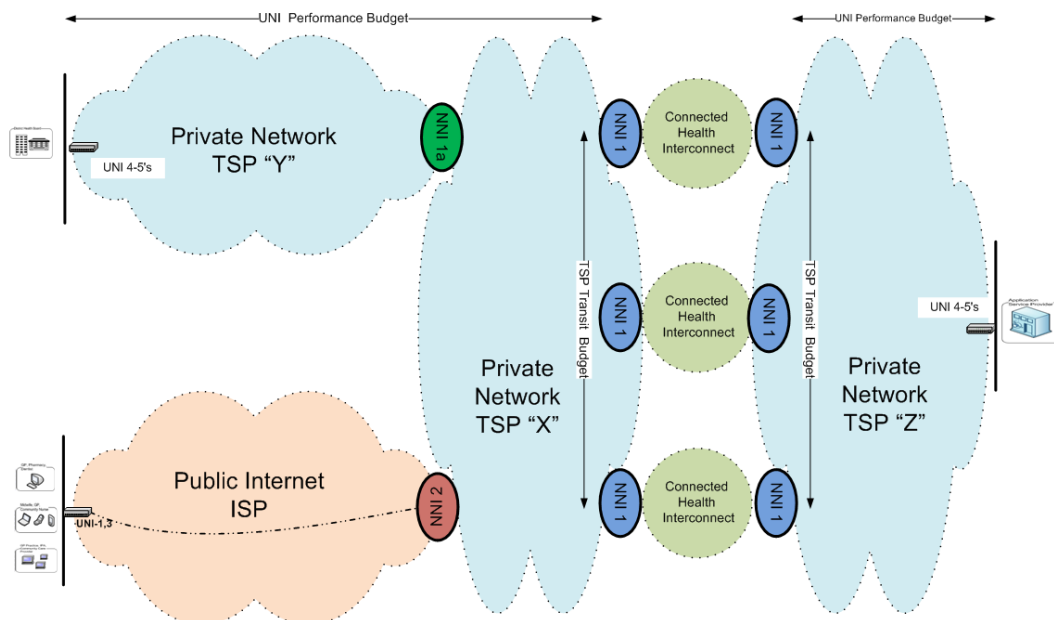 UNI Performance Budget
UNI Performance Budget
Private Network
TSP “Y”
UNI 4-5's
NNI 1a
NNI 1
Connected
Health
Interconnect
NNI 1
TSP Transit Budget
TSP Transit Budget
NNI 1
Connected
Health
Interconnect
NNI 1
UNI 4-5's
Application
Service Provider
Private
Network
TSP “X”
Private
Network
TSP “Z”
Public Internet
ISP
UNI-1,3
NNI 2
NNI 1
Connected
Health
Interconnect
NNI 1